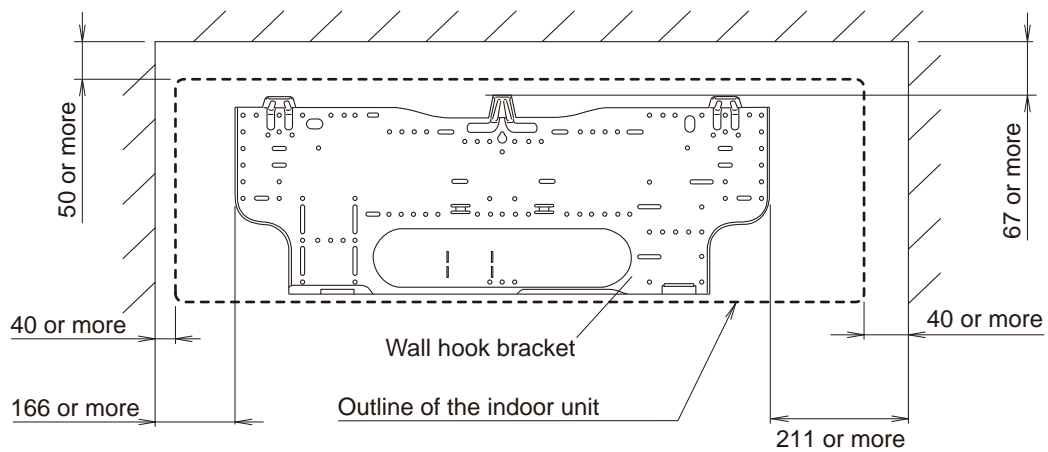 50 or more
67 or more
40 or more
40 or more
Wall hook bracket
166 or more
Outline of the indoor unit
211 or more